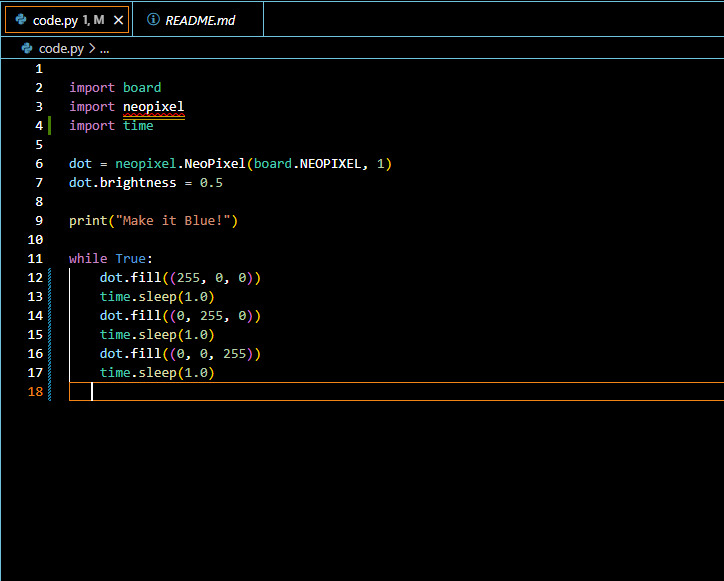 code.py 1, M × README.md
code.py > ...
1
2 import board
3 import neopixel
4 import time
5
6 dot = neopixel.NeoPixel(board.NEOPIXEL, 1)
7 dot.brightness = 0.5
8
9 print("Make it Blue!")
10
11 while True:
12     dot.fill((255, 0, 0))
13     time.sleep(1.0)
14     dot.fill((0, 255, 0))
15     time.sleep(1.0)
16     dot.fill((0, 0, 255))
17     time.sleep(1.0)
18